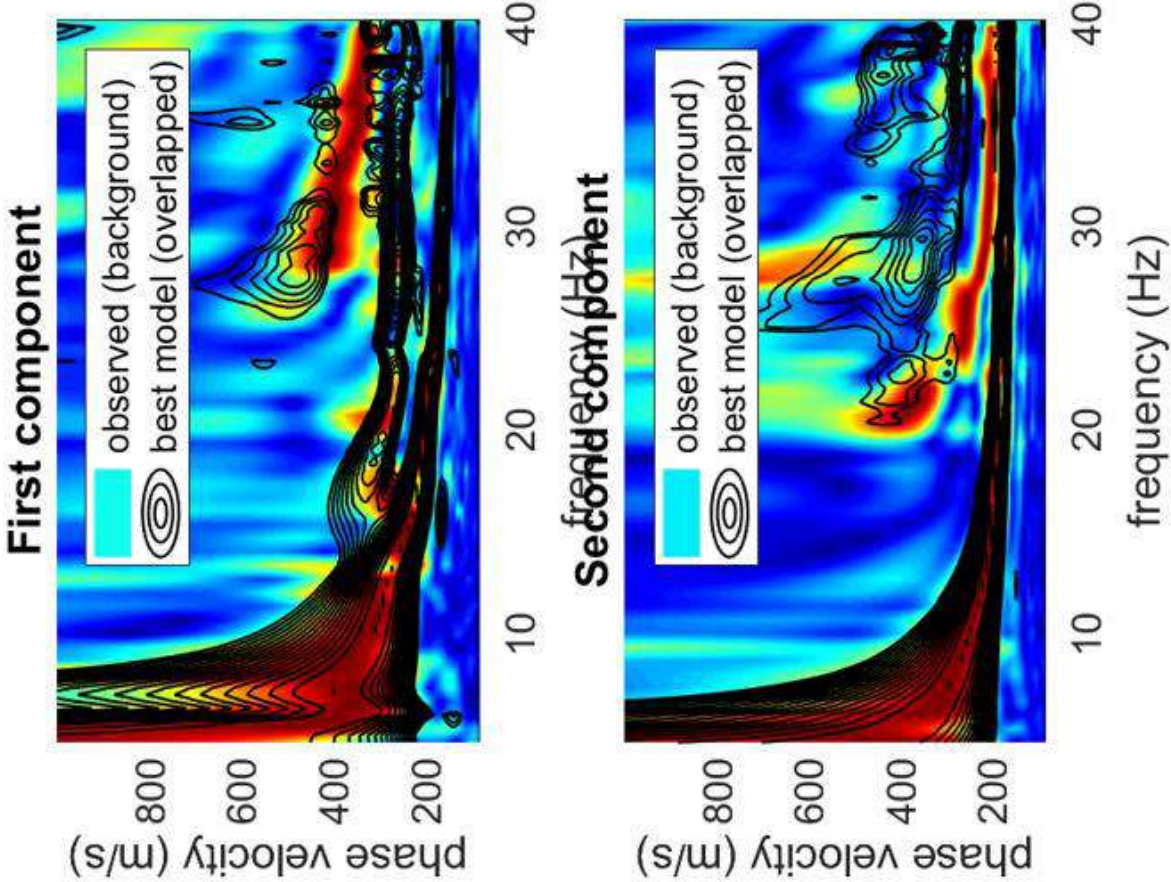 First component
observed (background)
best model (overlapped)
phase velocity (m/s)
800
600
400
200
10
20
30
40
frequency (Hz)
Second component
observed (background)
best model (overlapped)
phase velocity (m/s)
800
600
400
200
10
20
30
40
frequency (Hz)